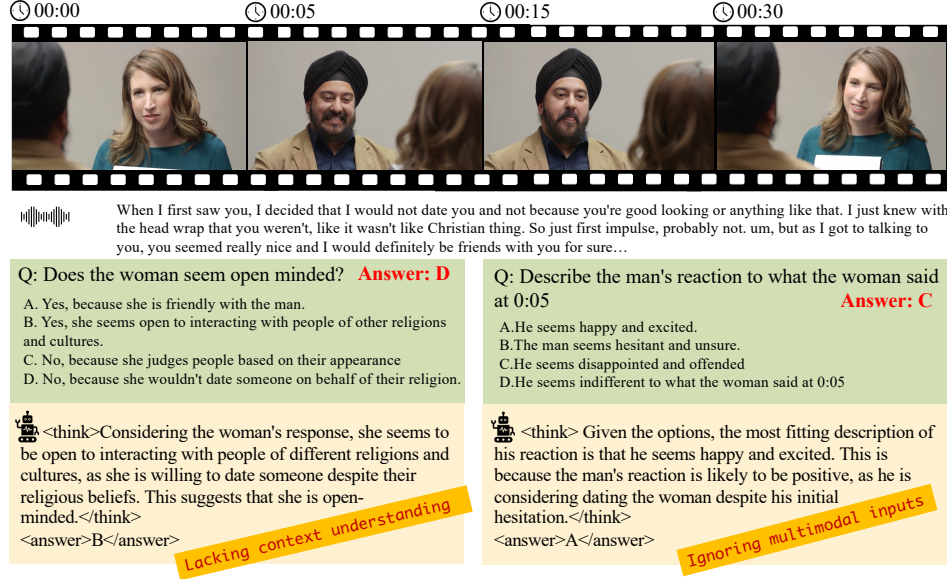 00:00 00:05 00:15 00:30
When I first saw you, I decided that I would not date you and not because you're good looking or anything like that. I just knew with
the head wrap that you weren't, like it wasn't like Christian thing. So just first impulse, probably not. um, but as I got to talking to
you, you seemed really nice and I would definitely be friends with you for sure…
Q: Does the woman seem open minded? Answer: D
A. Yes, because she is friendly with the man.
B. Yes, she seems open to interacting with people of other religions
and cultures.
C. No, because she judges people based on their appearance
D. No, because she wouldn't date someone on behalf of their religion.
Q: Describe the man's reaction to what the woman said
at 0:05 Answer: C
A.He seems happy and excited.
B.The man seems hesitant and unsure.
C.He seems disappointed and offended
D.He seems indifferent to what the woman said at 0:05
<think>Considering the woman's response, she seems to
be open to interacting with people of different religions and
cultures, as she is willing to date someone despite their
religious beliefs. This suggests that she is open-
minded.</think>
<answer>B</answer>
Lacking context understanding
<think> Given the options, the most fitting description of
his reaction is that he seems happy and excited. This is
because the man's reaction is likely to be positive, as he is
considering dating the woman despite his initial
hesitation.</think>
<answer>A</answer>
Ignoring multimodal inputs